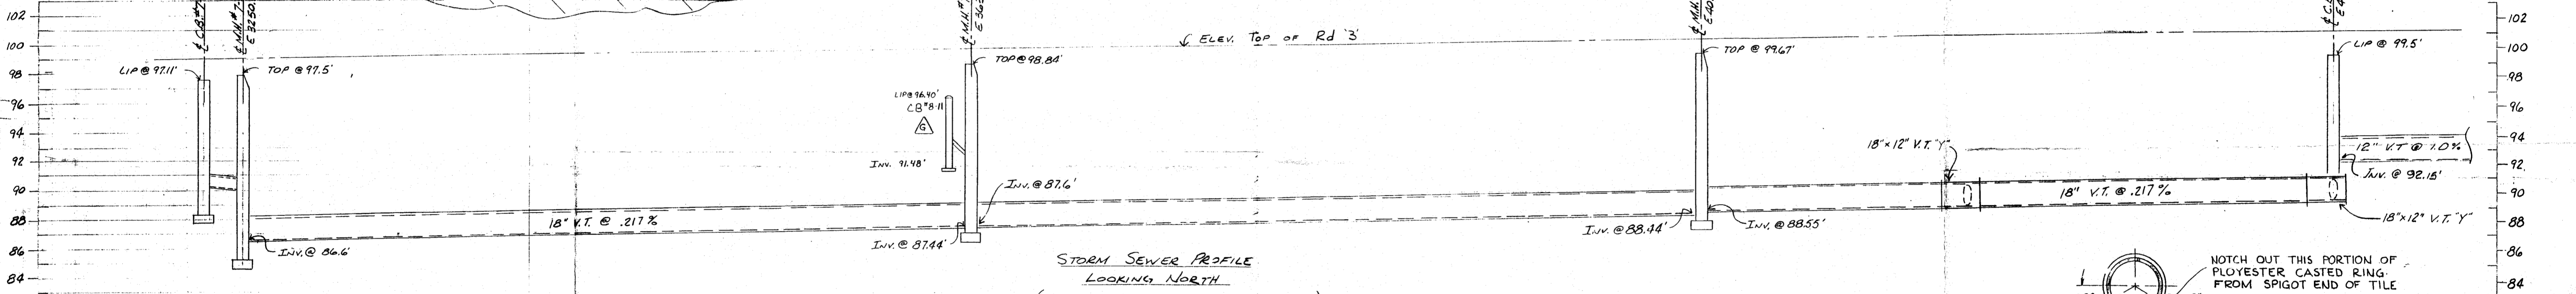 102
100
98
96
94
92
90
88
86
84
E 3250.
LIP @ 97.11'
TOP @ 97.5'
INV. @ 86.6'
18" V.T. @ .217%
LIP @ 96.40'
CB #8-11
G
INV. 91.48'
TOP @ 98.84'
INV. @ 87.6'
INV. @ 87.44'
ELEV. TOP OF Rd '3'
STORM SEWER PROFILE
LOOKING NORTH
TOP @ 99.67'
INV. @ 88.44'
INV. @ 88.55'
18" x 12" V.T. "Y"
18" V.T. @ .217%
LIP @ 99.5'
12" V.T @ 1.0%
INV. @ 92.15'
18" x 12" V.T. "Y"
102
100
98
96
94
92
90
88
86
84
NOTCH OUT THIS PORTION OF
PLOYESTER CASTED RING
FROM SPIGOT END OF TILE